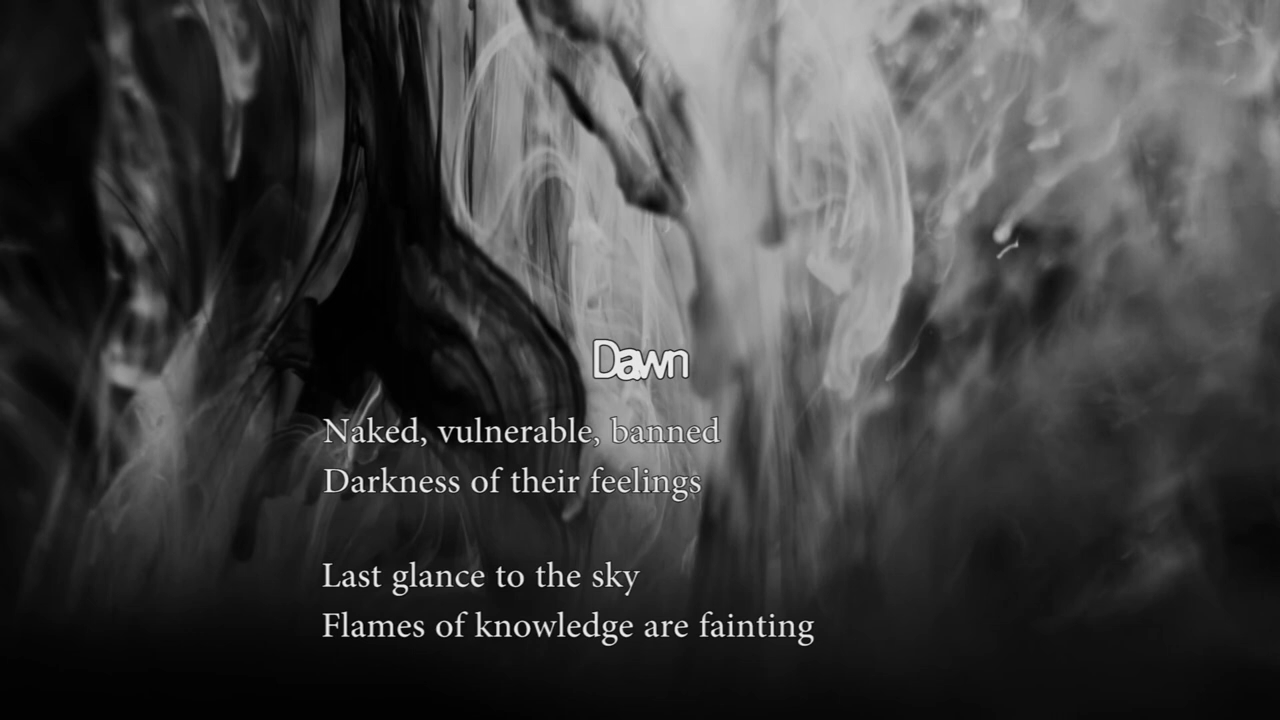 Dawn
Naked, vulnerable, banned
Darkness of their feelings
Last glance to the sky
Flames of knowledge are fainting